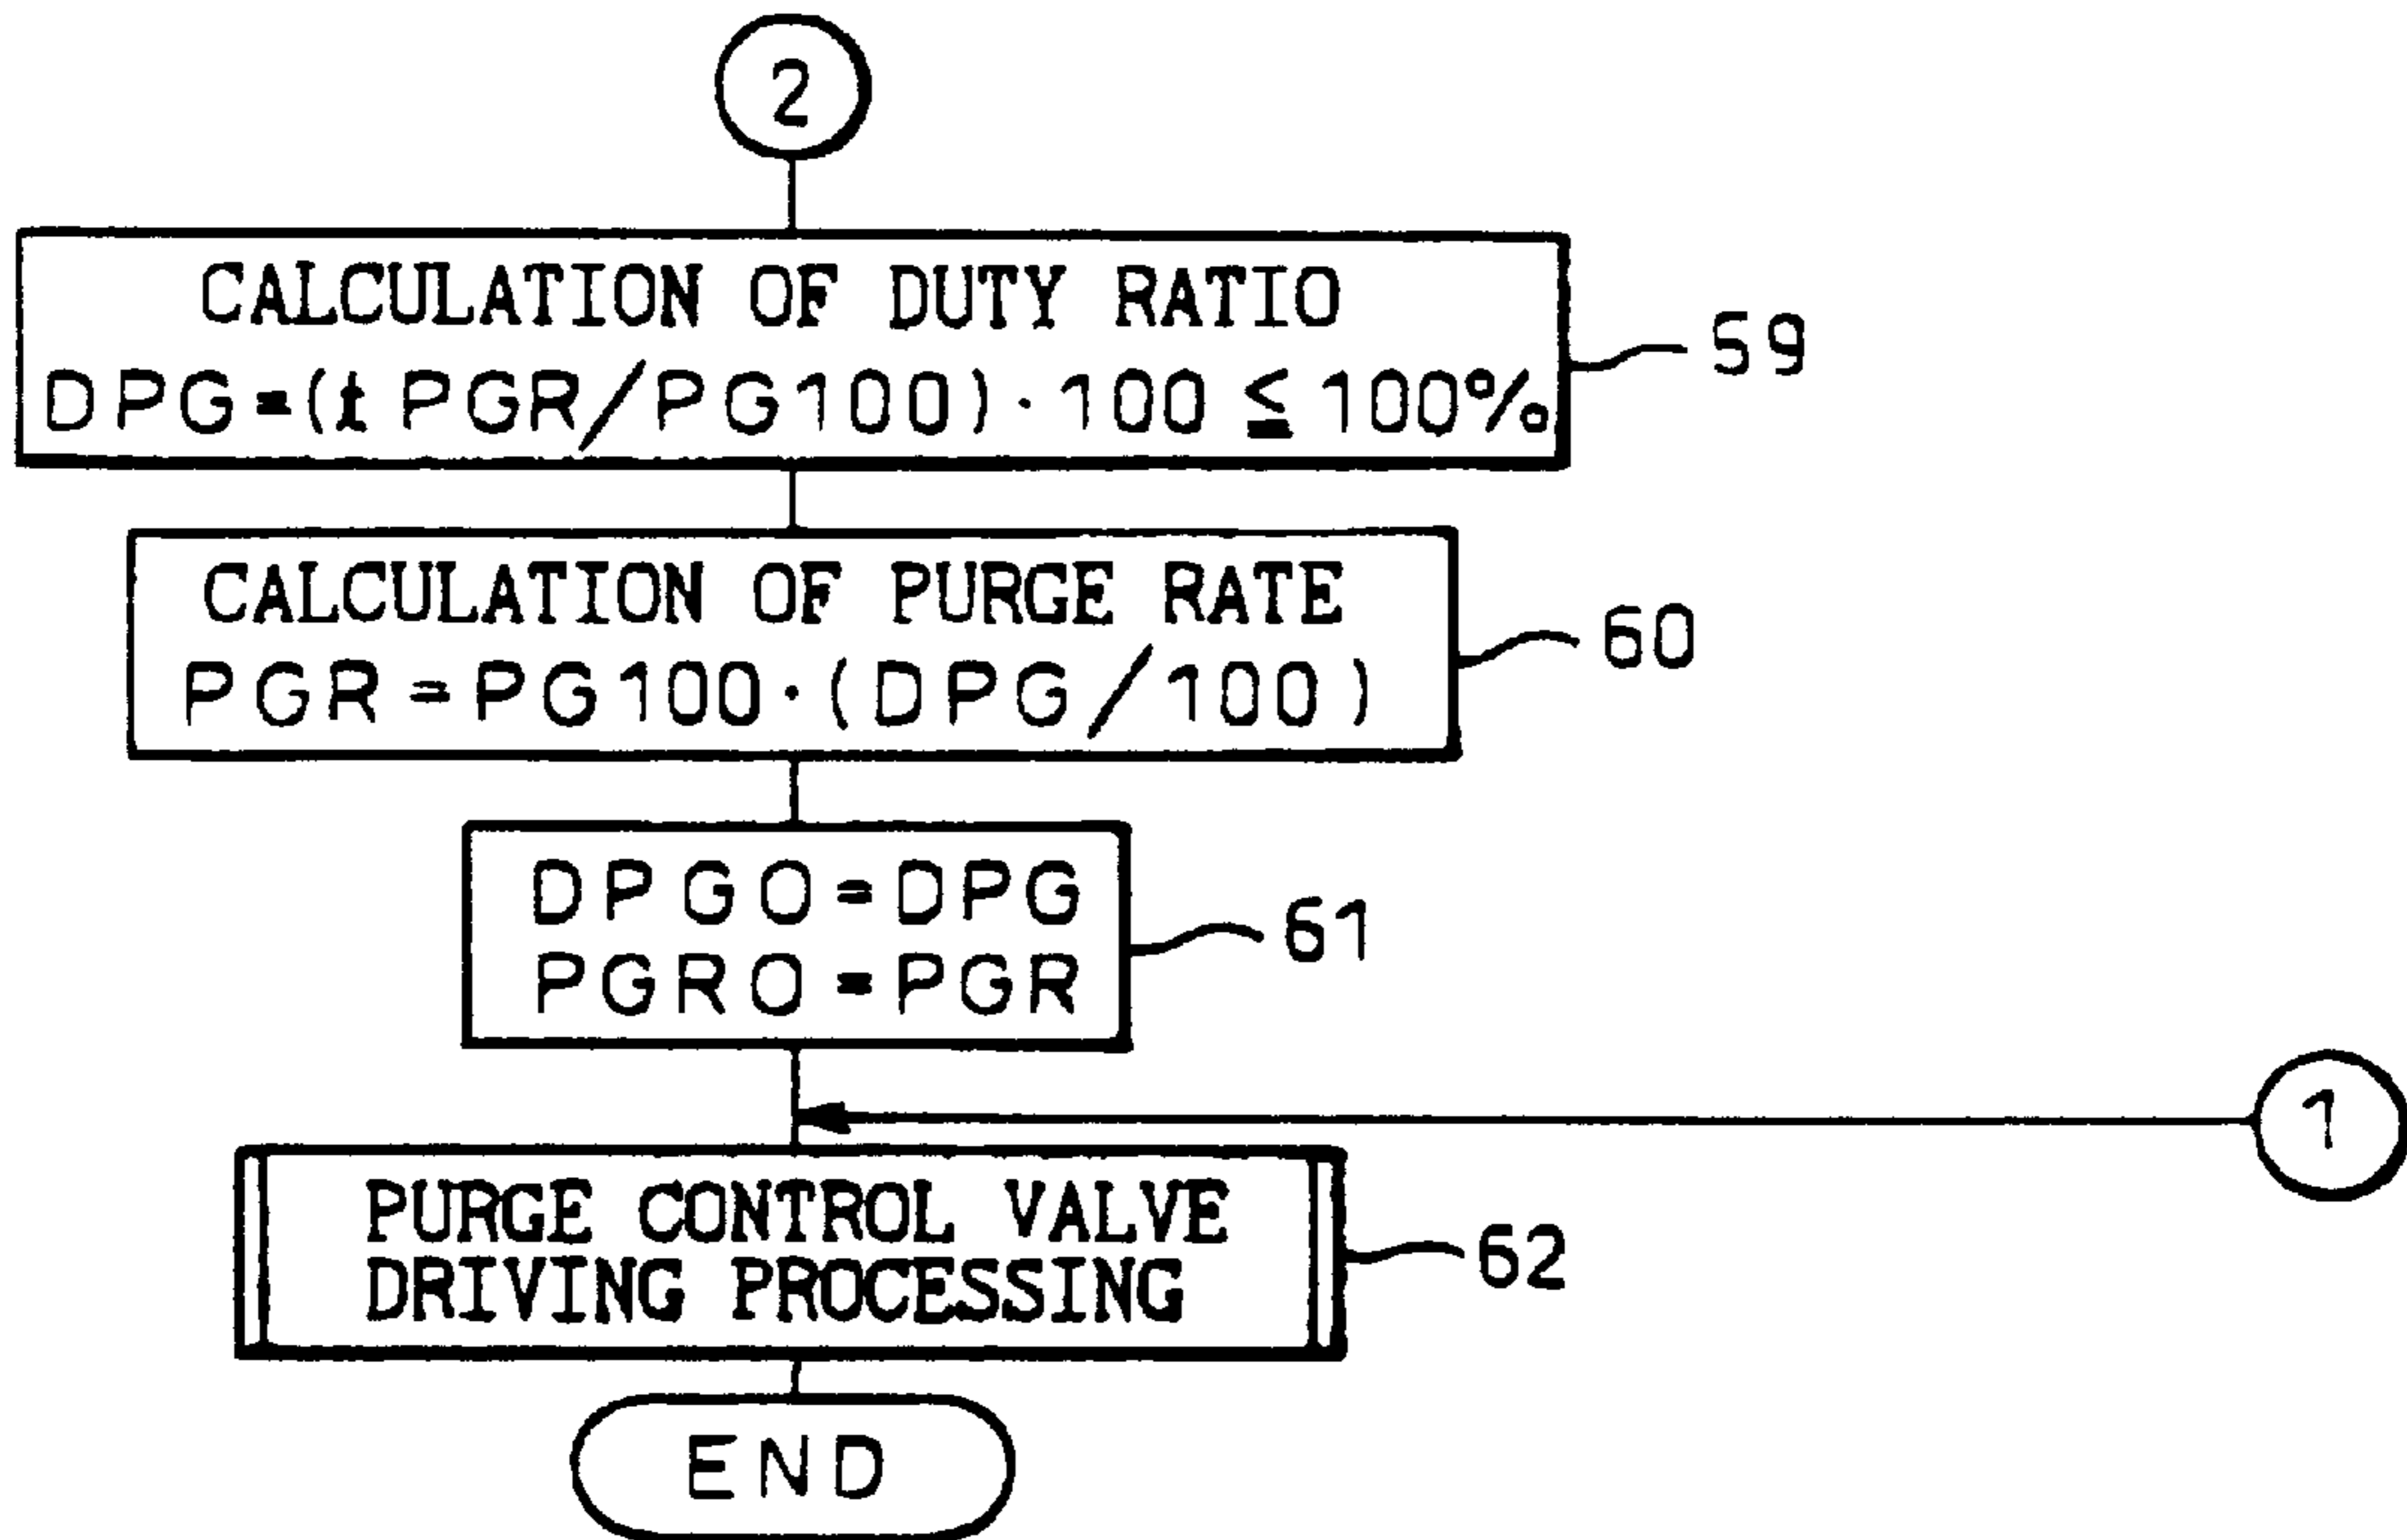 2
CALCULATION OF DUTY RATIO
DPG=(t PGR/PG100)·100≦100%
59
CALCULATION OF PURGE RATE
PGR=PG100·(DPG/100)
60
DPGO=DPG
PGRO=PGR
61
1
PURGE CONTROL VALVE
DRIVING PROCESSING
62
END